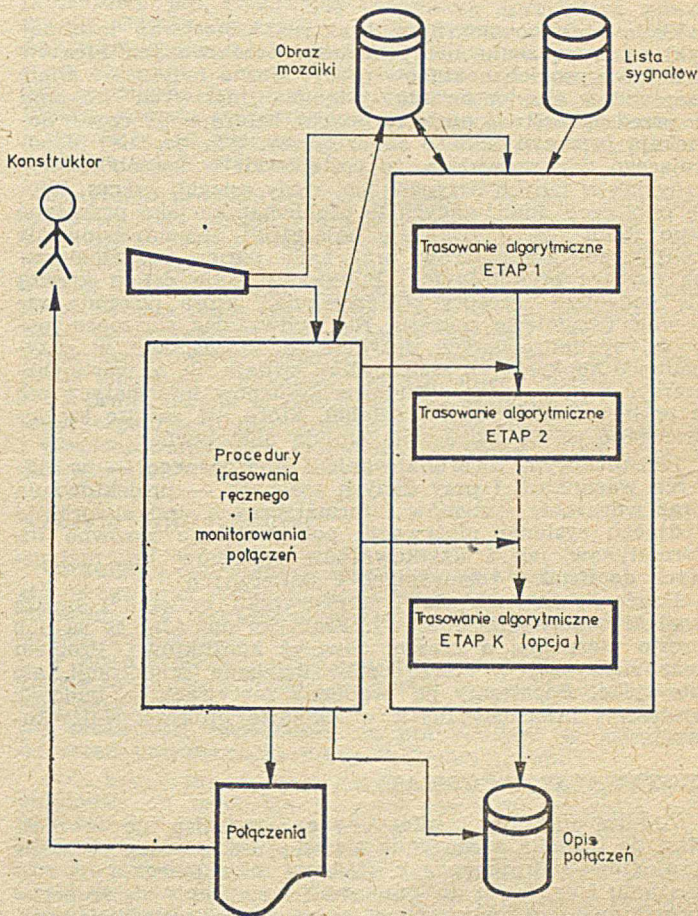 Obraz
mozaiki
Lista
sygnałów
Konstruktor
Trasowanie algorytmiczne
ETAP 1
Trasowanie algorytmiczne
ETAP 2
Procedury
trasowania
ręcznego
i
monitorowania
połączeń
Trasowanie algorytmiczne
ETAP K (opcja)
Połączenia
Opis
połączeń